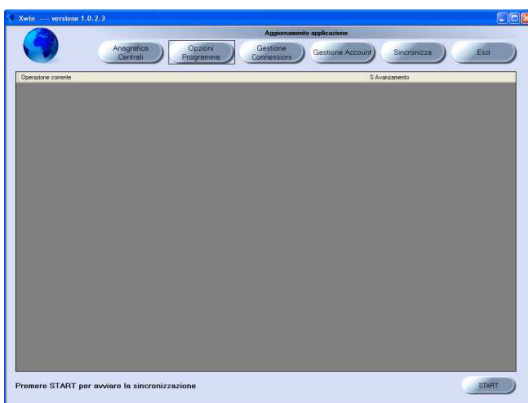 Xwin ---- versione 1.0.2.3
Aggiornamento applicazione
Anagrafica
Centrali
Opzioni
Programma
Gestione
Connessioni
Gestione Account
Sincronizza
Esci
Operazione corrente
% Avanzamento
Premere START per avviare la sincronizzazione
START